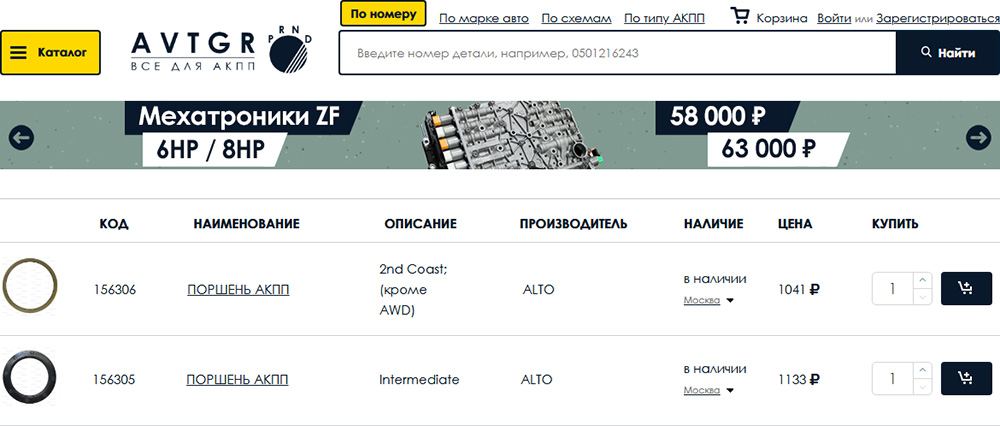 По номеру
По марке авто
По схемам
По типу АКПП
Корзина
Войти или Зарегистрироваться
Каталог
AVTGR PRND
ВСЕ ДЛЯ АКПП
Введите номер детали, например, 0501216243
Найти
Мехатроники ZF
6HP / 8HP
58 000 ₽
63 000 ₽
КОД НАИМЕНОВАНИЕ ОПИСАНИЕ ПРОИЗВОДИТЕЛЬ НАЛИЧИЕ ЦЕНА КУПИТЬ
156306
ПОРШЕНЬ АКПП
2nd Coast;
(кроме
AWD)
ALTO
в наличии
Москва
1041 ₽
1
156305
ПОРШЕНЬ АКПП
Intermediate
ALTO
в наличии
Москва
1133 ₽
1